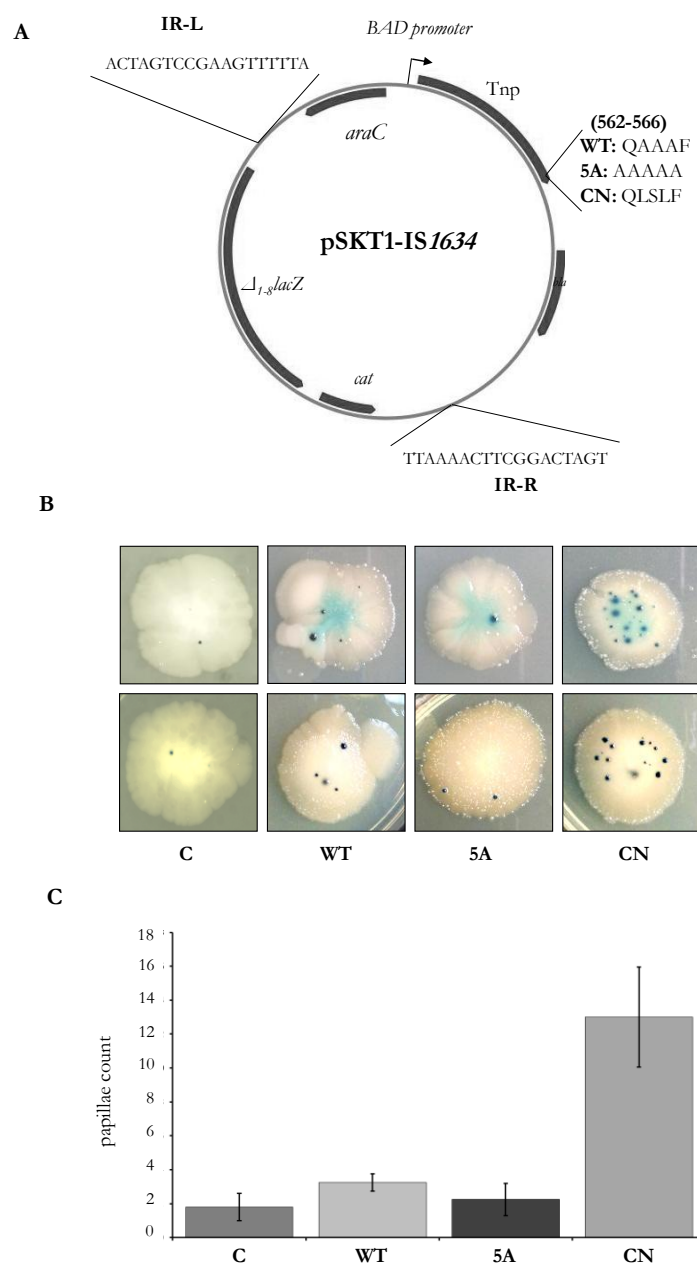 A
IR-L
ACTAGTCCGAAGTTTTTA
BAD promoter
Tnp
araC
(562-566)
WT: QAAAF
5A: AAAAA
CN: QLSLF
pSKT1-IS1634
Δ1-8lacZ
bla
cat
TTAAAACTTCGGACTAGT
IR-R
B
C
WT
5A
CN
C
papillae count
18
16
14
12
10
8
6
4
2
0
C
WT
5A
CN